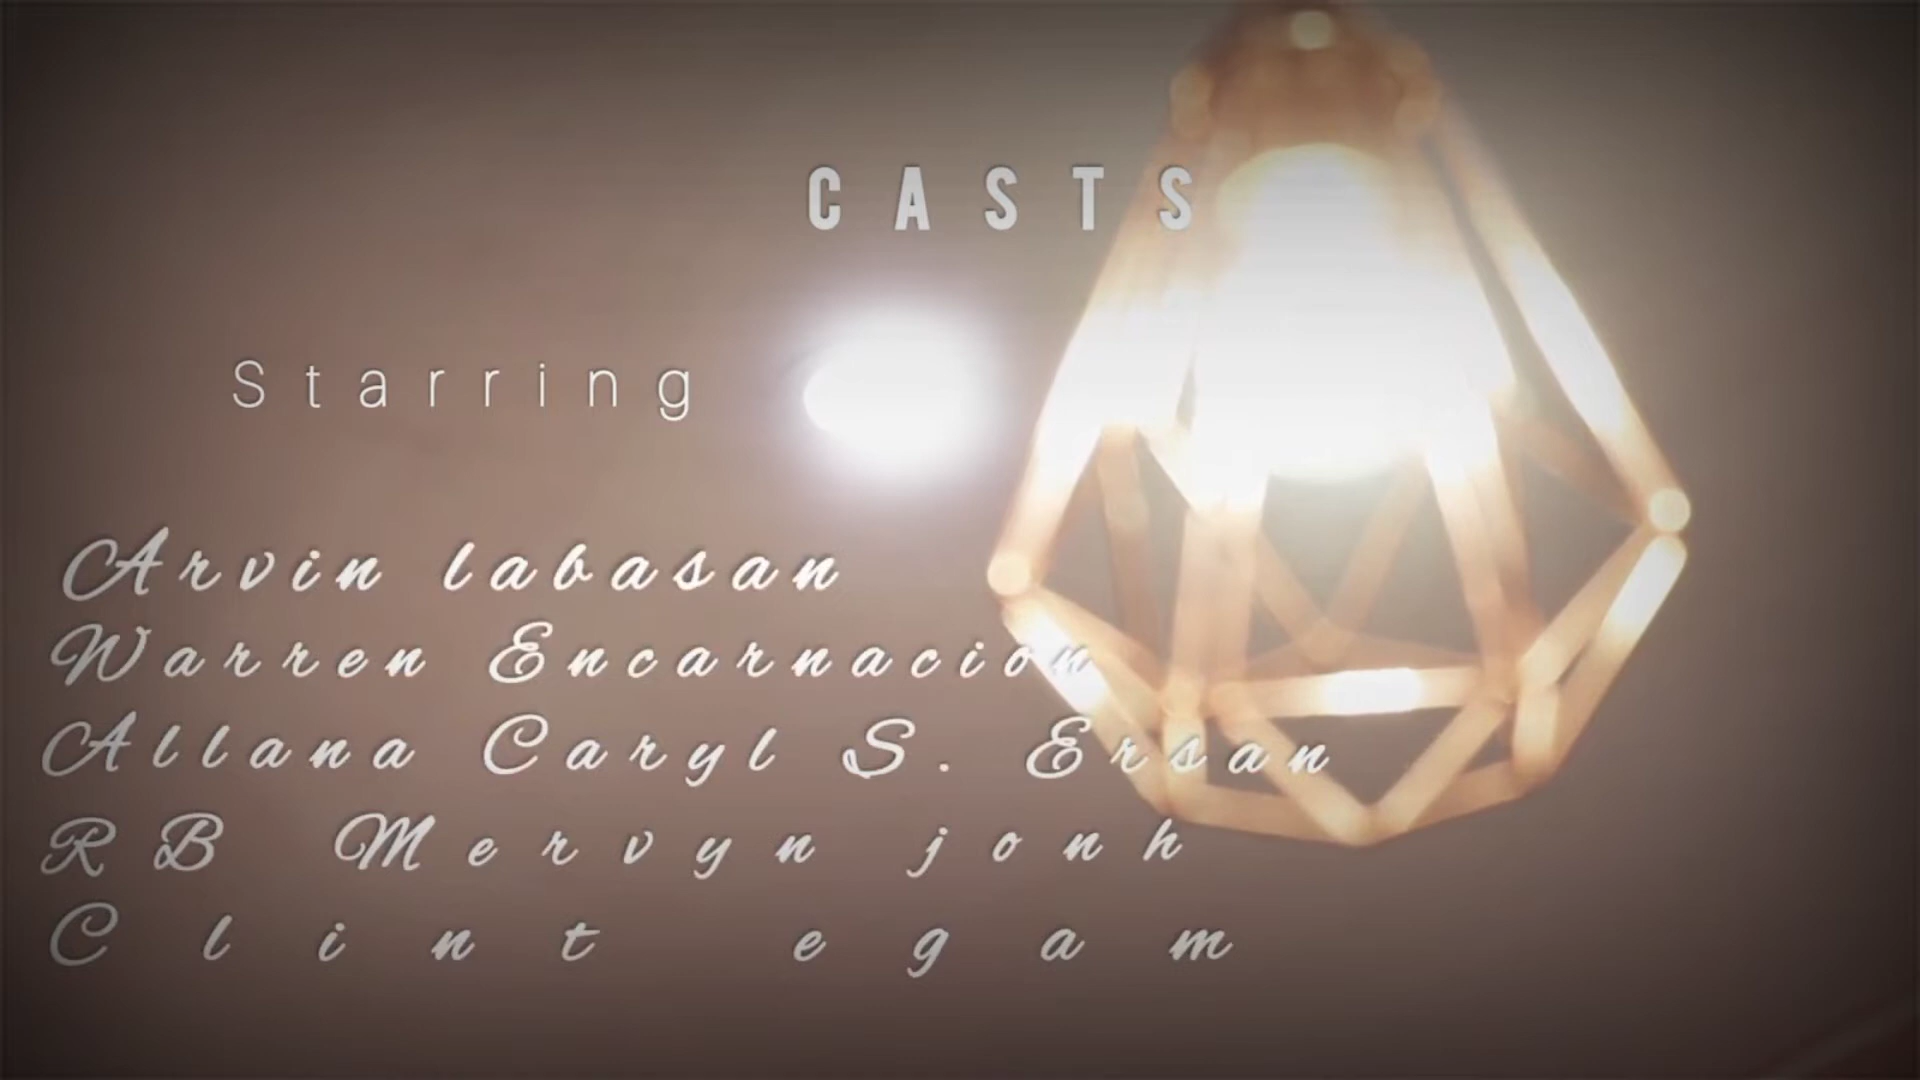 CASTS
Starring
Arvin labasan
Warren Encarnacion
Allana Caryl S. Ersan
RB Mervyn jonh
Clint egam